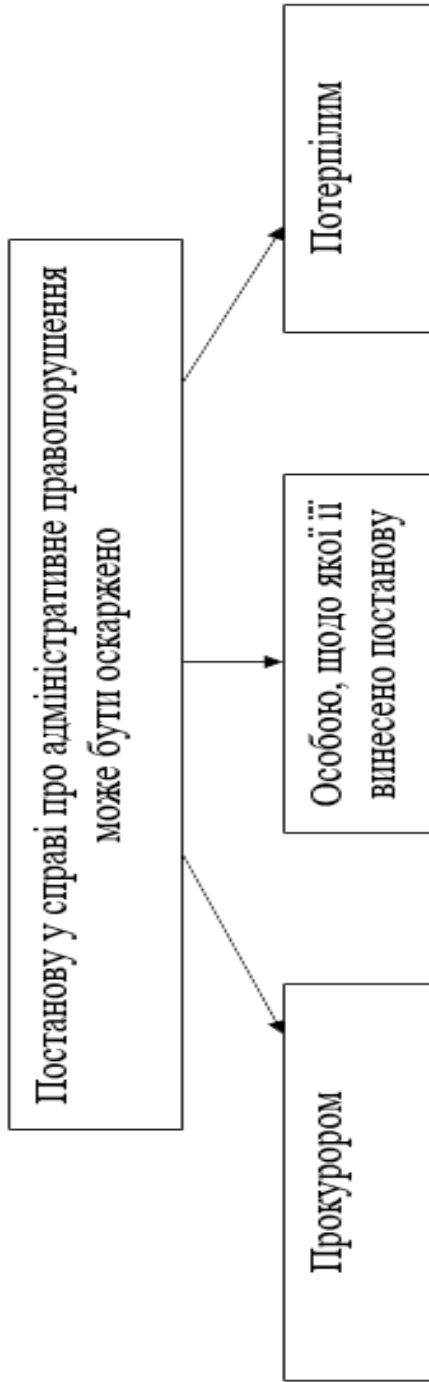 Постанову у справі про адміністративне правопорушення
може бути оскаржено
Прокурором
Особою, щодо якої її
винесено постанову
Потерпілим